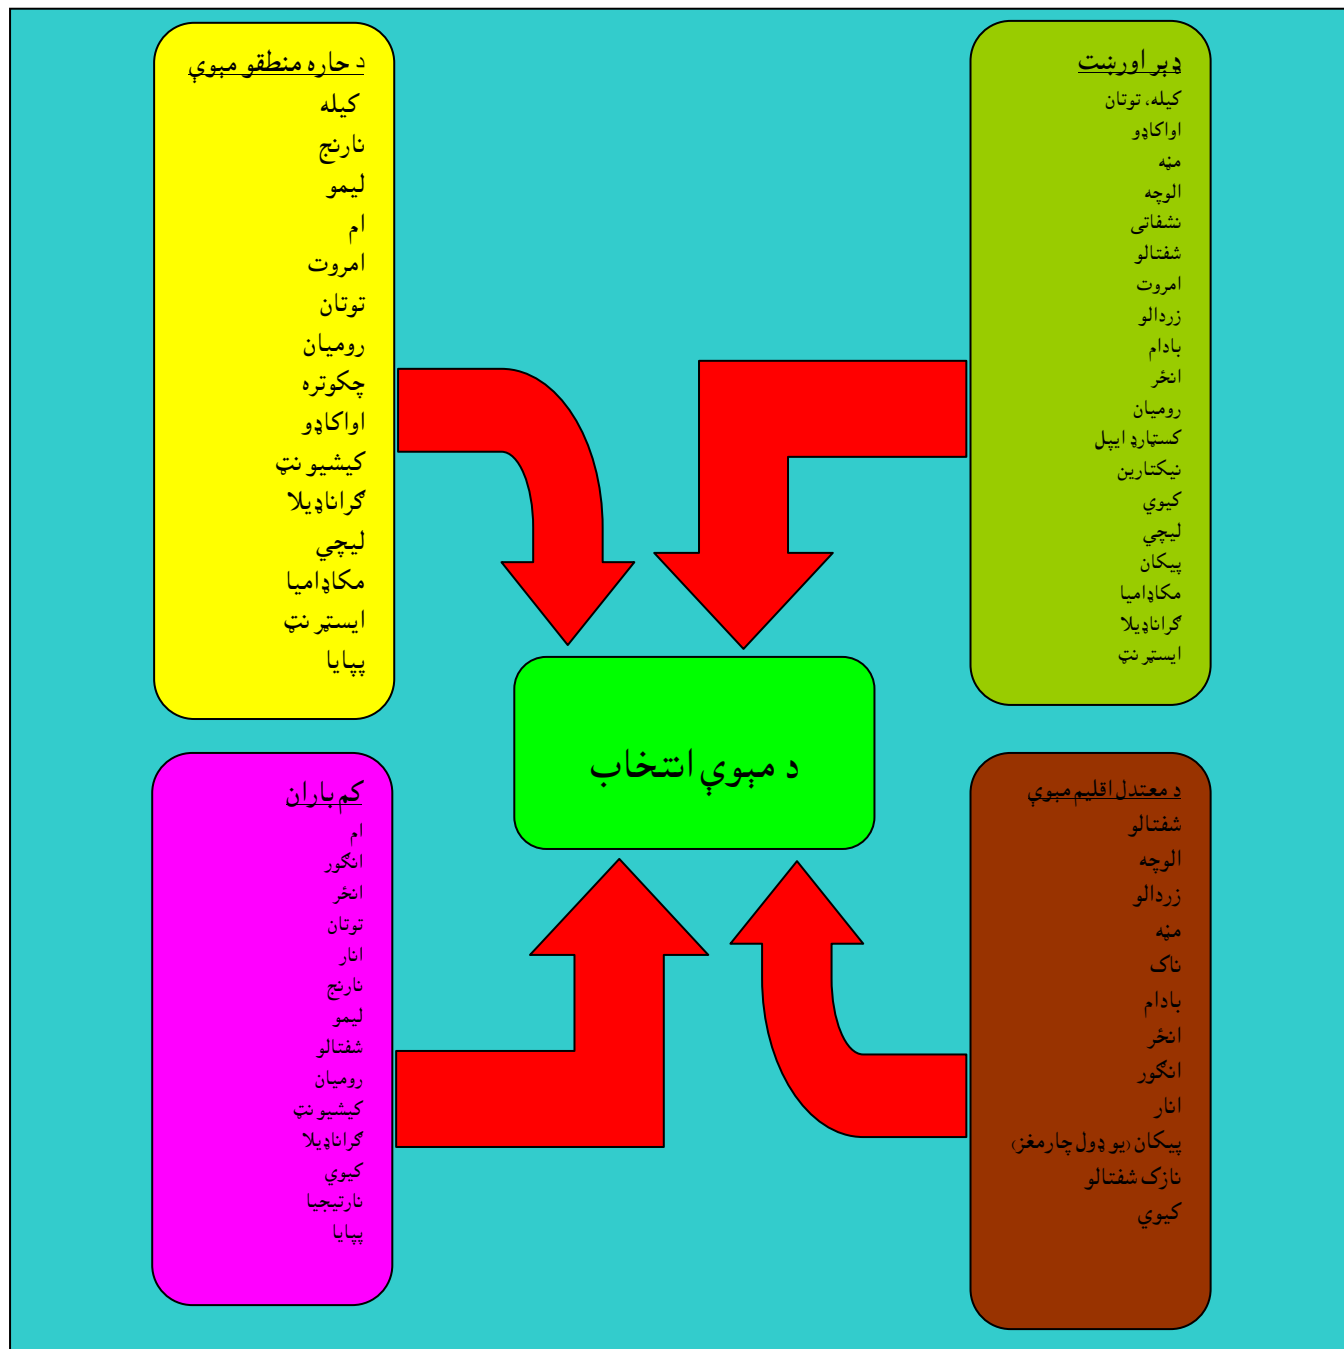 ډېر اورښت
کیله، توتان
اواکاډو
مڼه
الوچه
نشفاتی
شفتالو
امروت
زردالو
بادام
انځر
رومیان
کسټارډ ایپل
نیکتارین
کیوي
لیچي
پیکان
مکاډامیا
ګراناډیلا
ایسټر نټ
د حاره منطقو مېوې
کیله
نارنج
لیمو
ام
امروت
توتان
رومیان
چکوتره
اواکاډو
کیشیو نټ
ګراناډیلا
لیچي
مکاډامیا
ایسټر نټ
پپایا
د مېوې انتخاب
د معتدل اقلیم مېوې
شفتالو
الوچه
زردالو
مڼه
ناک
بادام
انځر
انګور
انار
پیکان (یو ډول چارمغز)
نازک شفتالو
کیوي
کم باران
ام
انګور
انځر
توتان
انار
نارنج
لیمو
شفتالو
رومیان
کیشیو نټ
ګراناډیلا
کیوي
نارتیجیا
پپایا